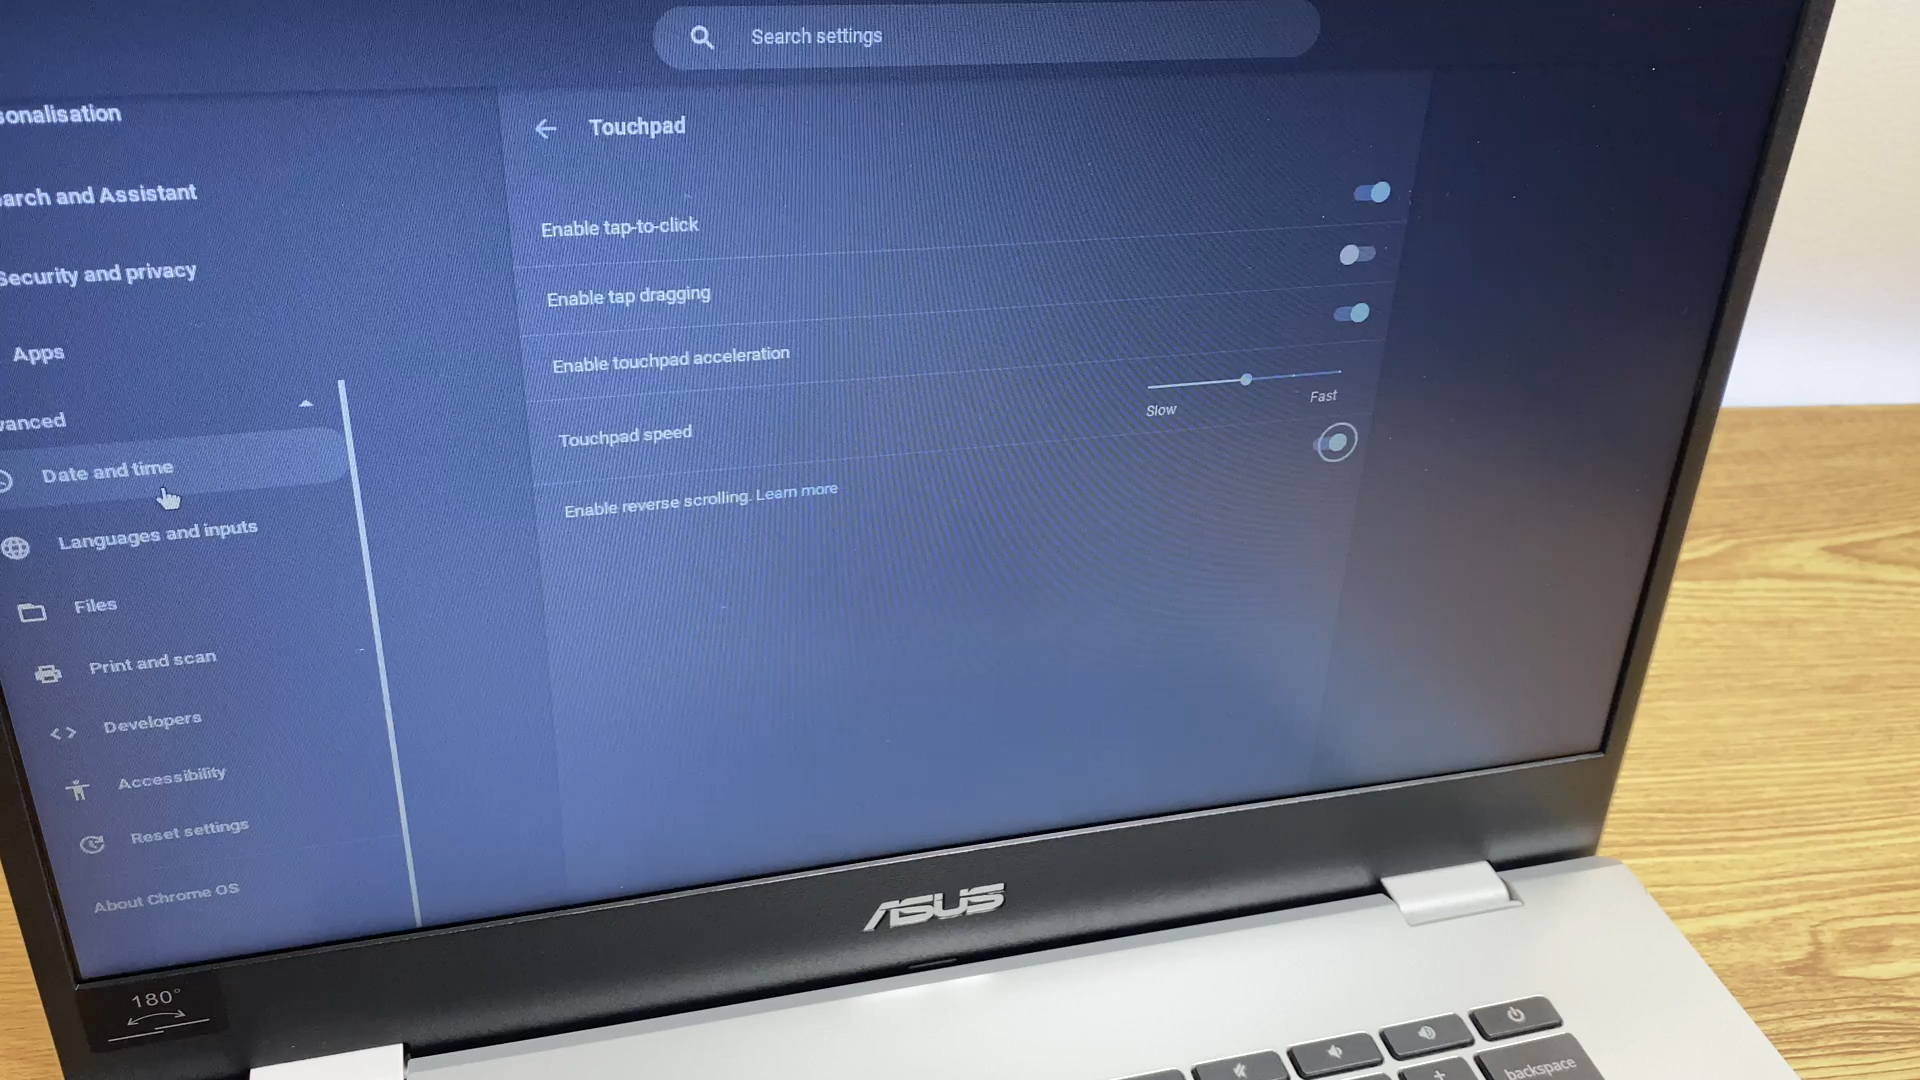 Search settings
sonalisation
arch and Assistant
Security and privacy
Apps
vanced
Date and time
Languages and inputs
Files
Print and scan
Developers
Accessibility
Reset settings
About Chrome OS
Touchpad
Enable tap-to-click
Enable tap dragging
Enable touchpad acceleration
Touchpad speed
Slow
Fast
Enable reverse scrolling. Learn more
ASUS
180°
backspace